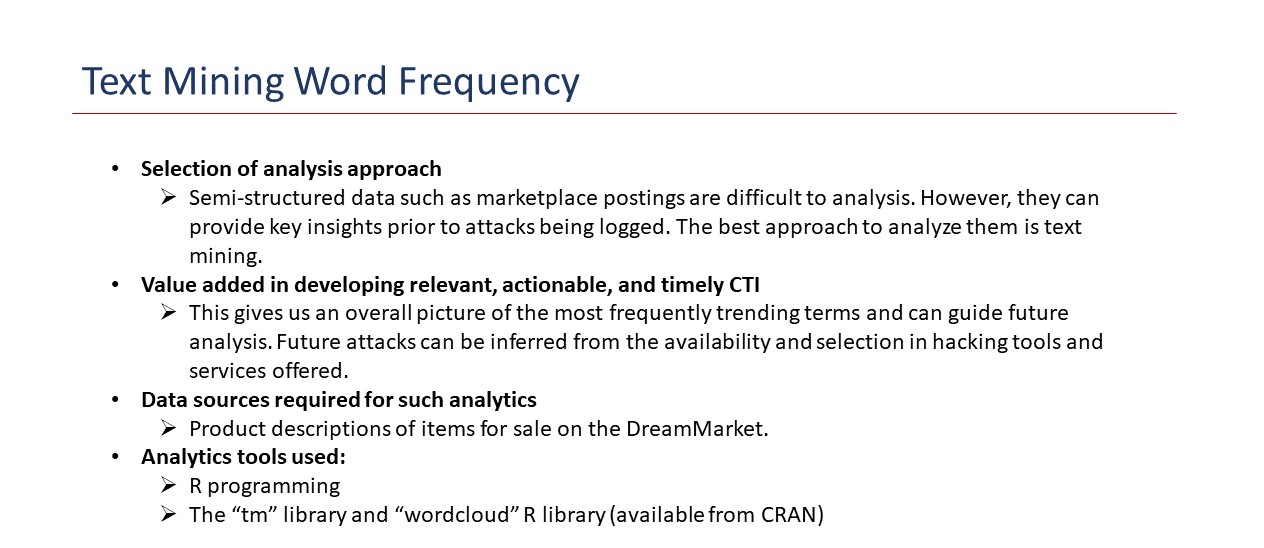 Text Mining Word Frequency
• Selection of analysis approach
➢ Semi-structured data such as marketplace postings are difficult to analysis. However, they can
provide key insights prior to attacks being logged. The best approach to analyze them is text
mining.
• Value added in developing relevant, actionable, and timely CTI
➢ This gives us an overall picture of the most frequently trending terms and can guide future
analysis. Future attacks can be inferred from the availability and selection in hacking tools and
services offered.
• Data sources required for such analytics
➢ Product descriptions of items for sale on the DreamMarket.
• Analytics tools used:
➢ R programming
➢ The “tm” library and “wordcloud” R library (available from CRAN)